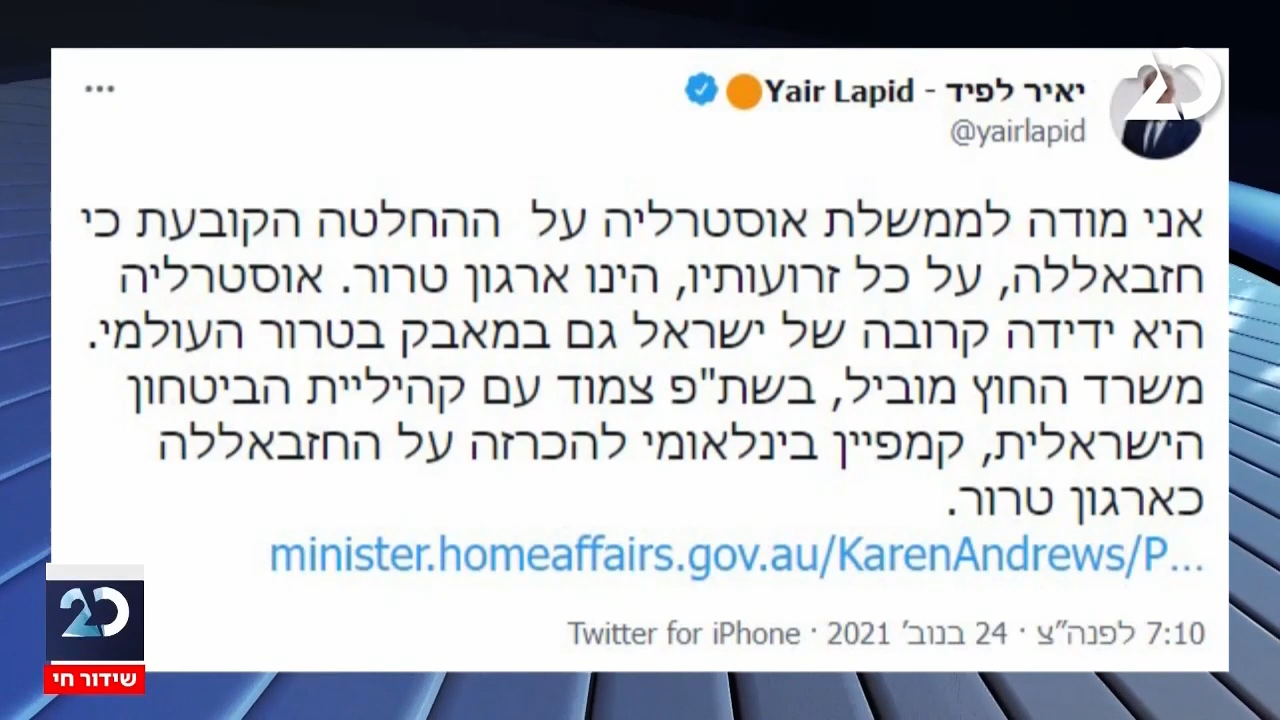 יאיר לפיד - Yair Lapid
@yairlapid
אני מודה לממשלת אוסטרליה על ההחלטה הקובעת כי
חזבאללה, על כל זרועותיו, הינו ארגון טרור. אוסטרליה
היא ידידה קרובה של ישראל גם במאבק בטרור העולמי.
משרד החוץ מוביל, בשת"פ צמוד עם קהיליית הביטחון
הישראלית, קמפיין בינלאומי להכרזה על החזבאללה
כארגון טרור.
minister.homeaffairs.gov.au/KarenAndrews/P...
7:10 לפנה״צ · 24 בנוב׳ 2021 · Twitter for iPhone
20
20
שידור חי